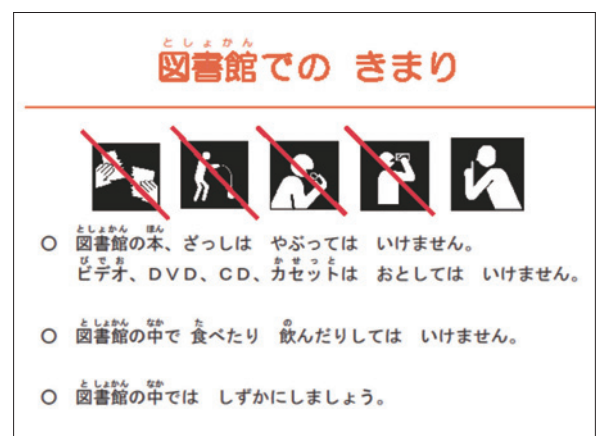 としょかん
図書館での きまり
としょかん ほん
○ 図書館の本、ざっしは やぶっては いけません。
びでお かせっと
ビデオ、DVD、CD、カセットは おとしては いけません。
としょかん なか た の
○ 図書館の中で 食べたり 飲んだりしては いけません。
としょかん なか
○ 図書館の中では しずかにしましょう。